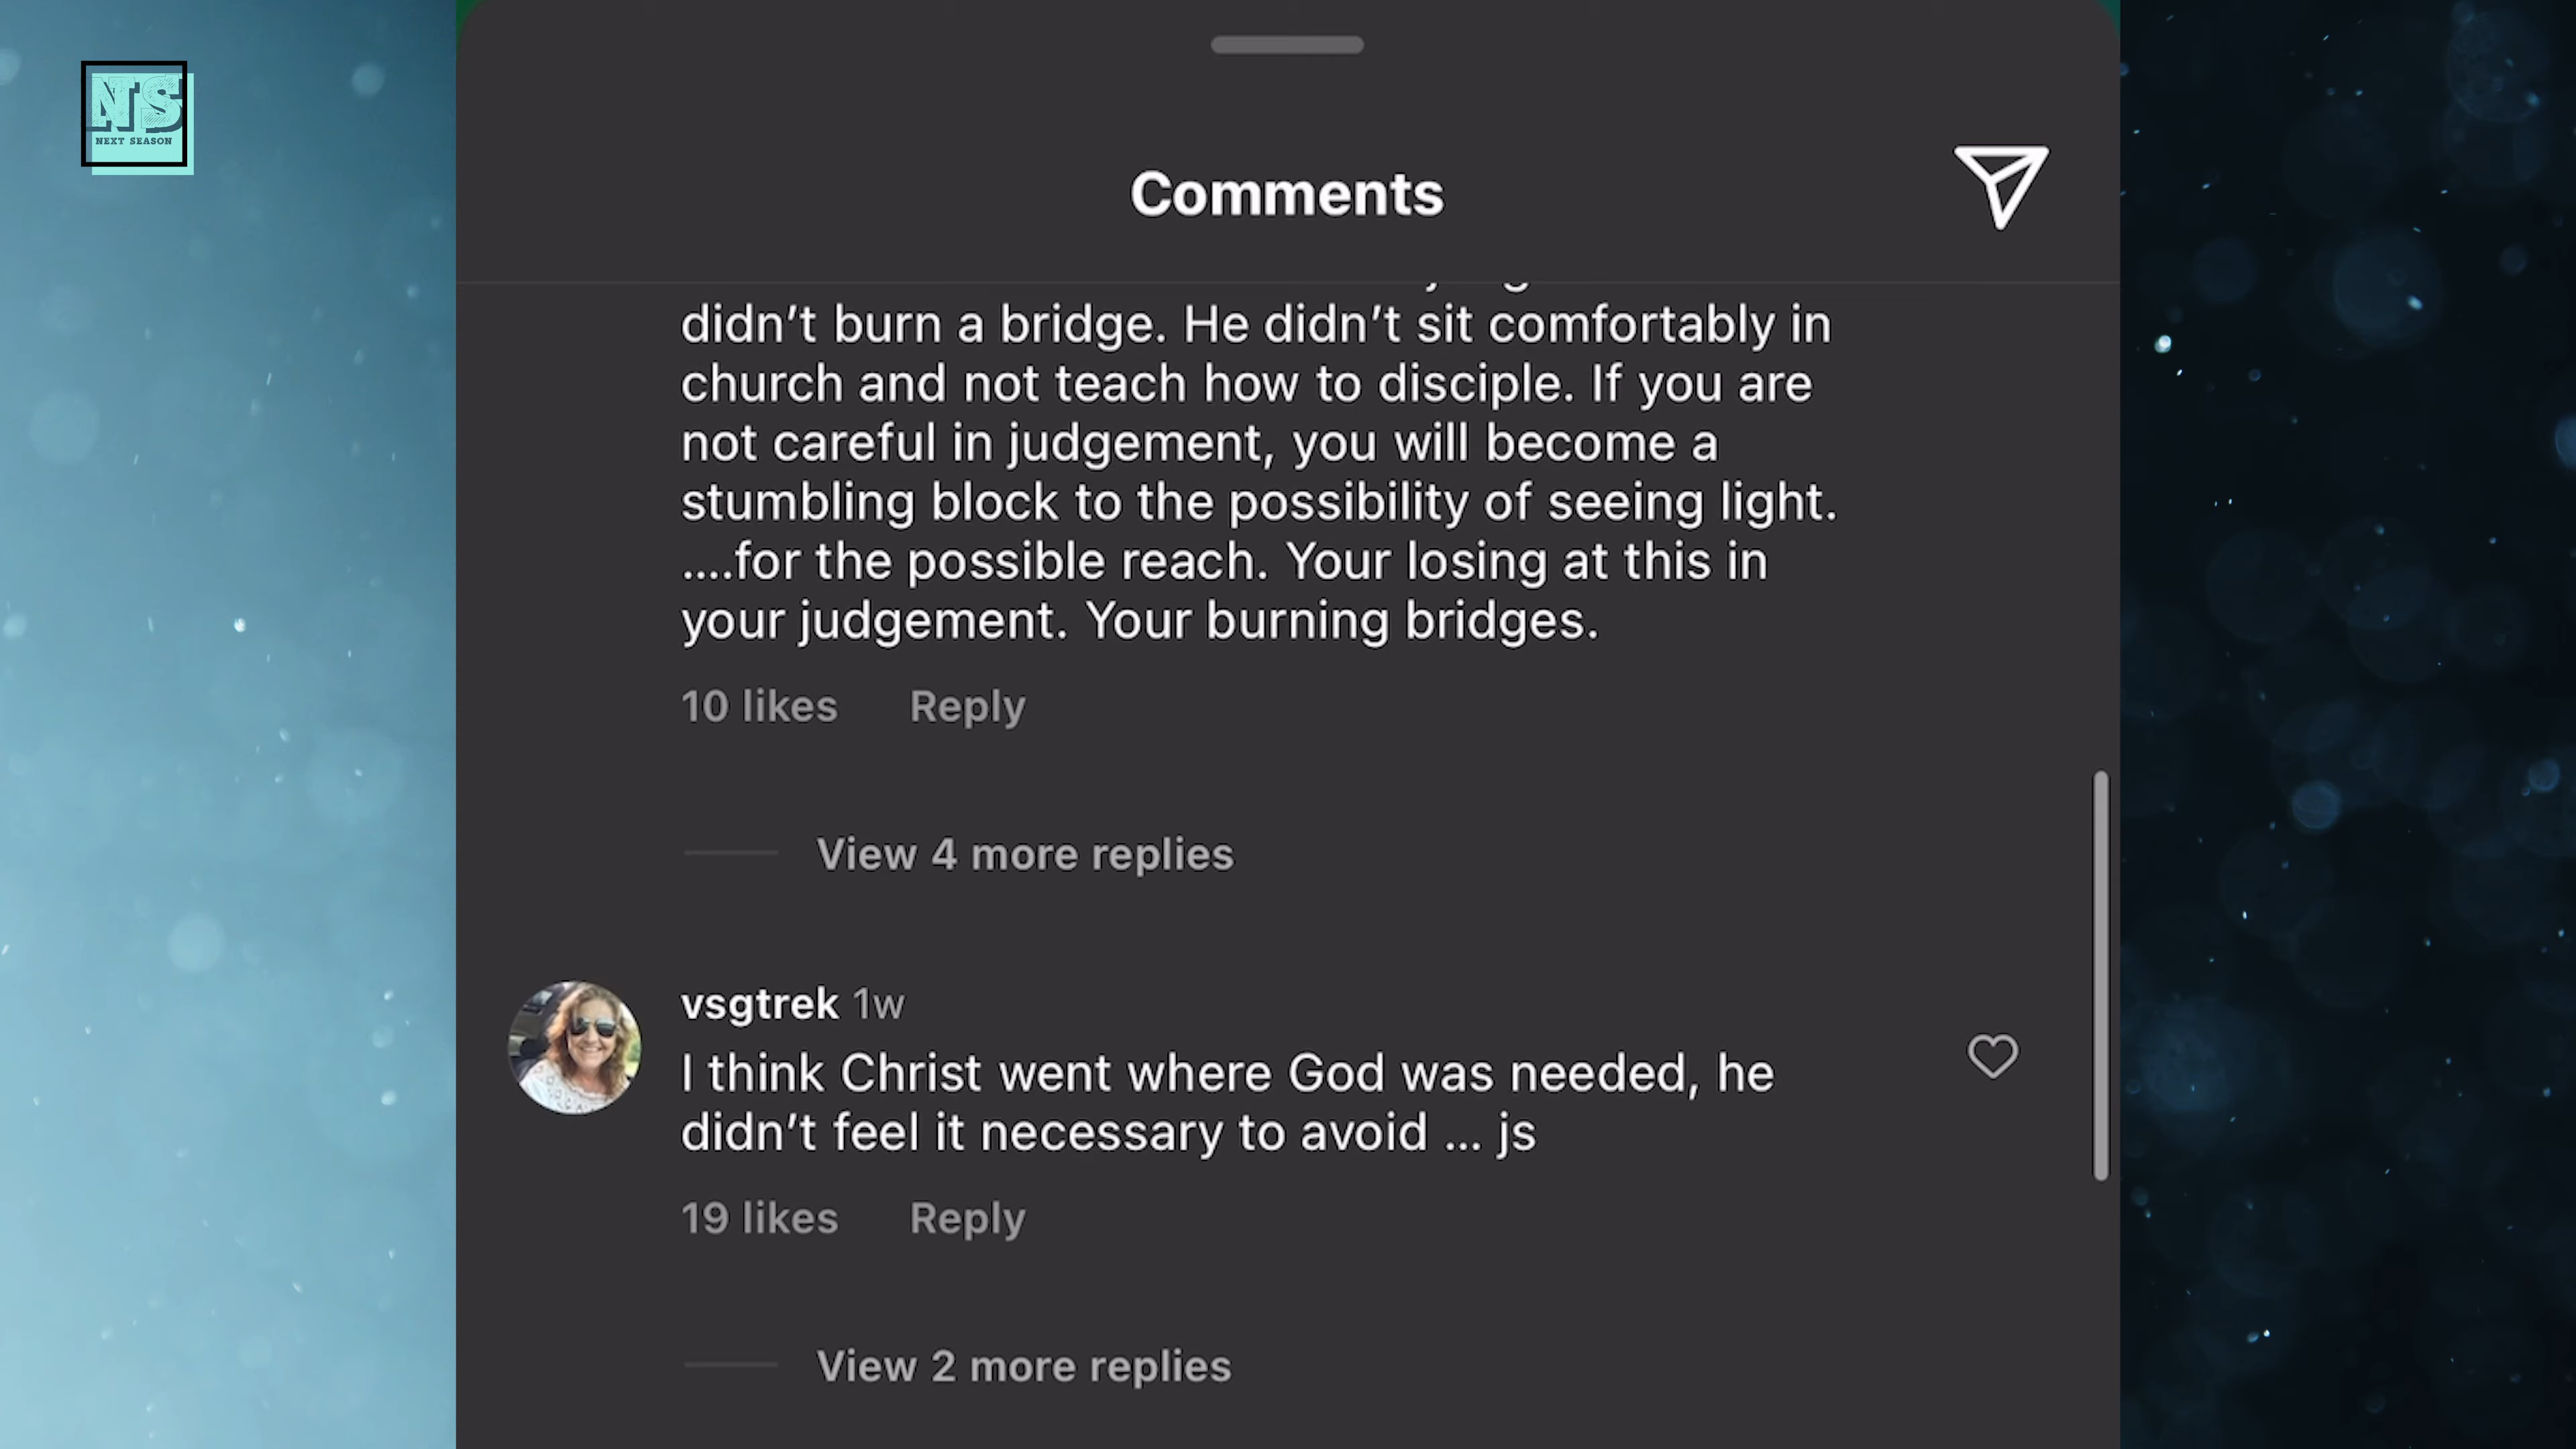 NS
NEXT SEASON
Comments
didn’t burn a bridge. He didn’t sit comfortably in
church and not teach how to disciple. If you are
not careful in judgement, you will become a
stumbling block to the possibility of seeing light.
....for the possible reach. Your losing at this in
your judgement. Your burning bridges.
10 likes Reply
View 4 more replies
vsgtrek 1w
I think Christ went where God was needed, he
didn’t feel it necessary to avoid ... js
19 likes Reply
View 2 more replies